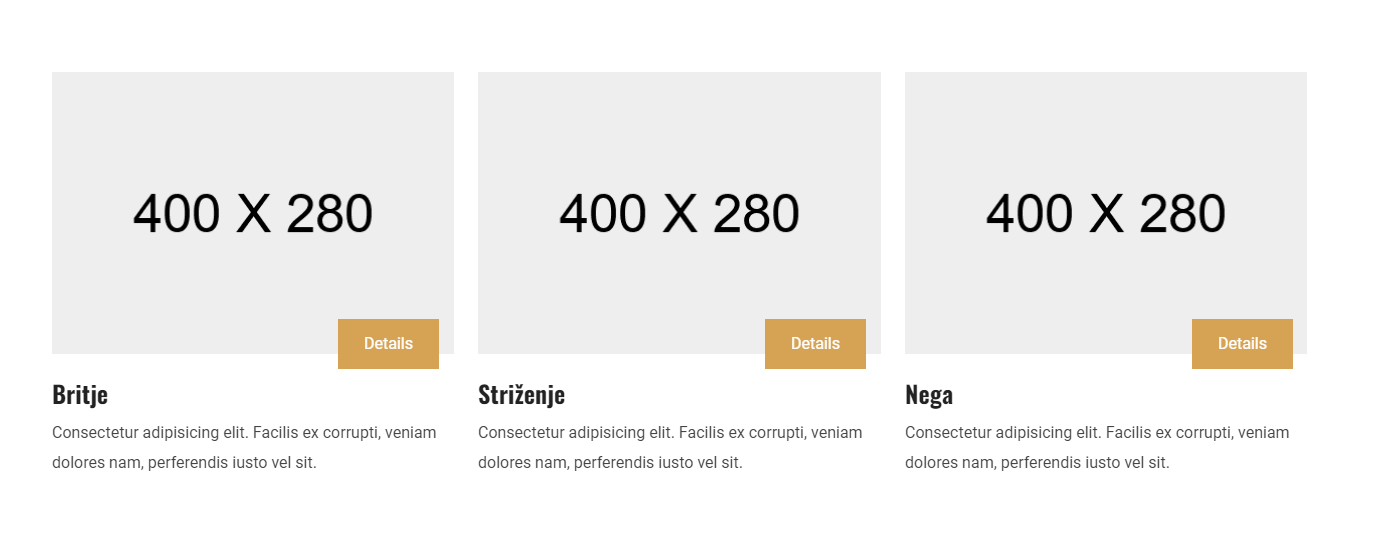 400 X 280
Details
Britje
Consectetur adipisicing elit. Facilis ex corrupti, veniam
dolores nam, perferendis iusto vel sit.
400 X 280
Details
Striženje
Consectetur adipisicing elit. Facilis ex corrupti, veniam
dolores nam, perferendis iusto vel sit.
400 X 280
Details
Nega
Consectetur adipisicing elit. Facilis ex corrupti, veniam
dolores nam, perferendis iusto vel sit.